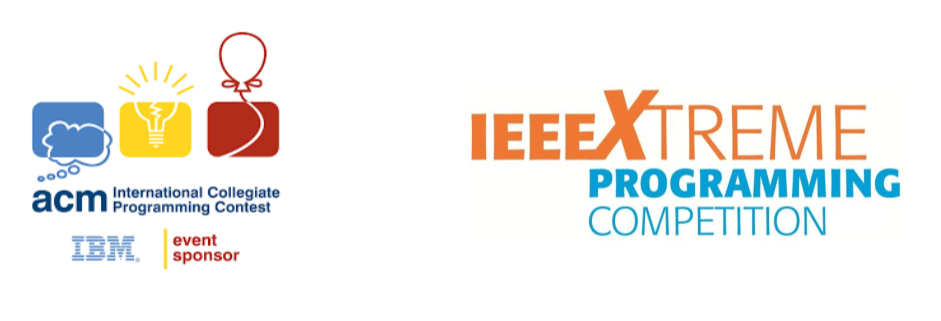 acm International Collegiate
Programming Contest
IBM® event
sponsor
IEEEXTREME
PROGRAMMING
COMPETITION